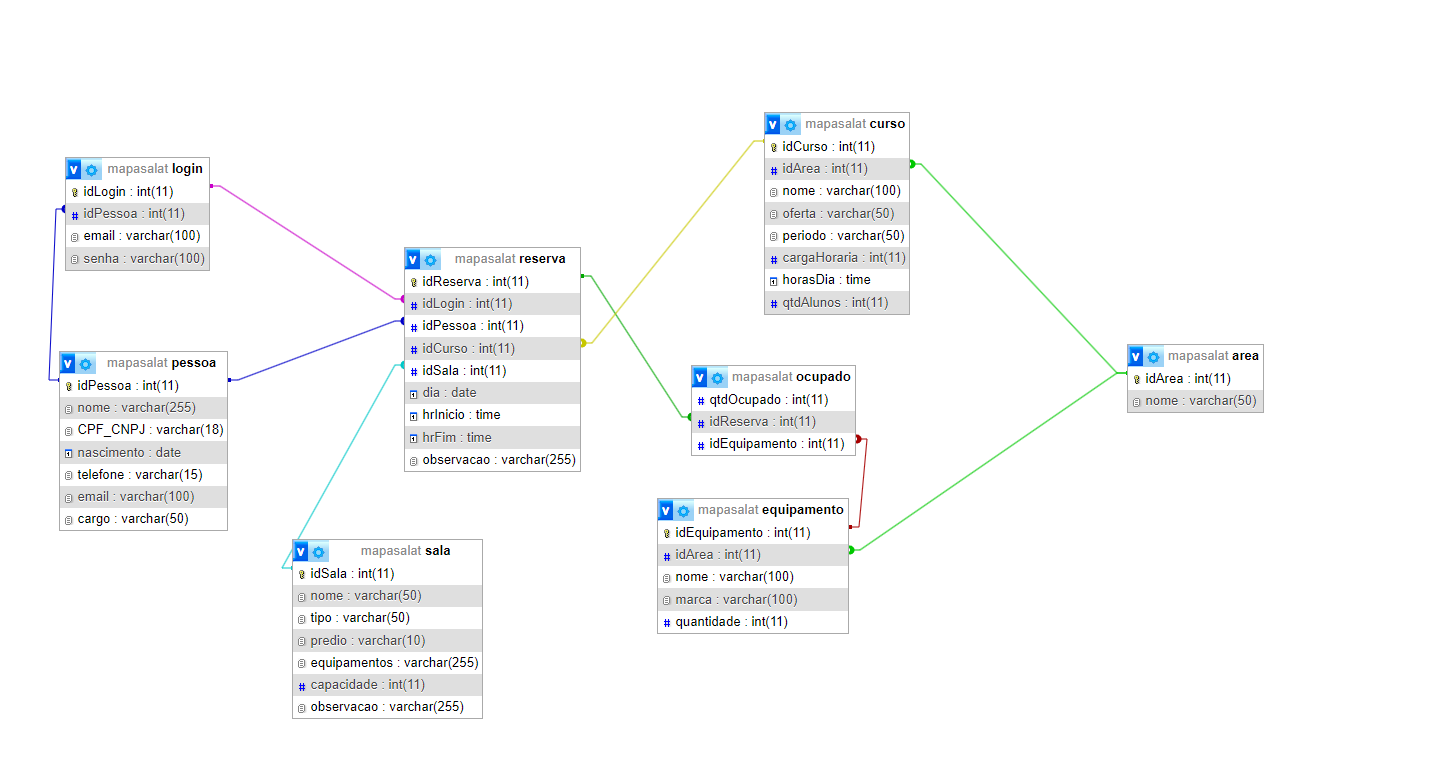 mapasalat login
idLogin : int(11)
idPessoa : int(11)
email : varchar(100)
senha : varchar(100)
mapasalat pessoa
idPessoa : int(11)
nome : varchar(255)
CPF_CNPJ : varchar(18)
nascimento : date
telefone : varchar(15)
email : varchar(100)
cargo : varchar(50)
mapasalat reserva
idReserva : int(11)
idLogin : int(11)
idPessoa : int(11)
idCurso : int(11)
idSala : int(11)
dia : date
hrInicio : time
hrFim : time
observacao : varchar(255)
mapasalat sala
idSala : int(11)
nome : varchar(50)
tipo : varchar(50)
predio : varchar(10)
equipamentos : varchar(255)
capacidade : int(11)
observacao : varchar(255)
mapasalat curso
idCurso : int(11)
idArea : int(11)
nome : varchar(100)
oferta : varchar(50)
periodo : varchar(50)
cargaHoraria : int(11)
horasDia : time
qtdAlunos : int(11)
mapasalat ocupado
qtdOcupado : int(11)
idReserva : int(11)
idEquipamento : int(11)
mapasalat equipamento
idEquipamento : int(11)
idArea : int(11)
nome : varchar(100)
marca : varchar(100)
quantidade : int(11)
mapasalat area
idArea : int(11)
nome : varchar(50)